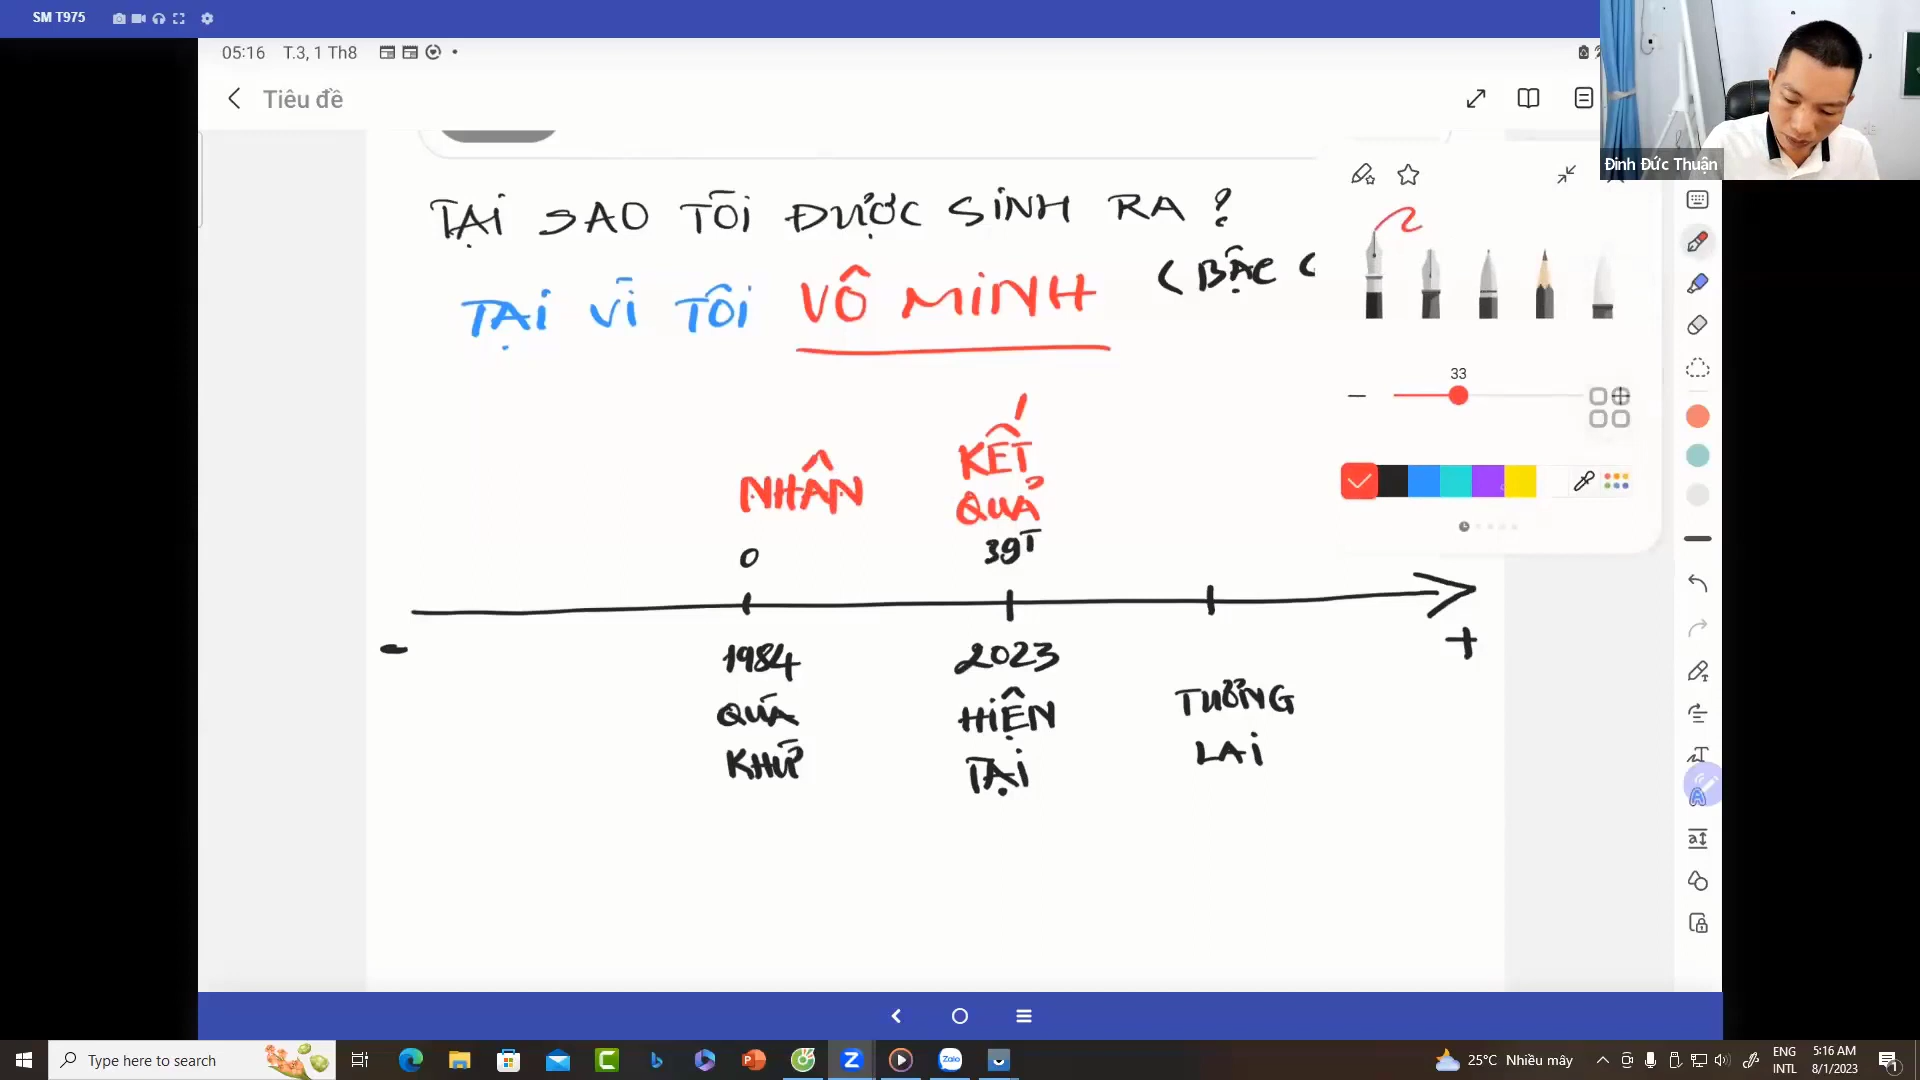 SM T975
05:16 T.3, 1 Th8
Tiêu đề
Đinh Đức Thuận
TẠI SAO TÔI ĐƯỢC SINH RA ?
(BẬC (
TẠI VÌ TÔI VÔ MINH
33
NHÂN
KẾT
QUẢ
0
39T
-
+
1984
2023
QUÁ
KHỨ
HIỆN
TẠI
TƯƠNG
LAI
Type here to search
25°C Nhiều mây
ENG
INTL
5:16 AM
8/1/2023